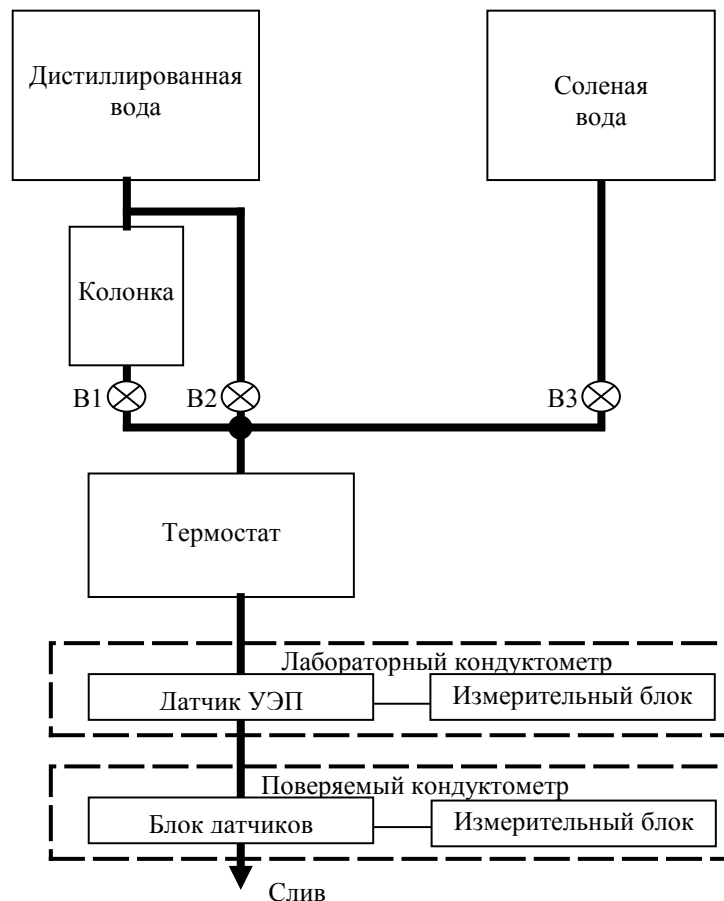 Дистиллированная
вода
Соленая
вода
Колонка
В1
В2
В3
Термостат
Лабораторный кондуктометр
Датчик УЭП
Измерительный блок
Поверяемый кондуктометр
Блок датчиков
Измерительный блок
Слив